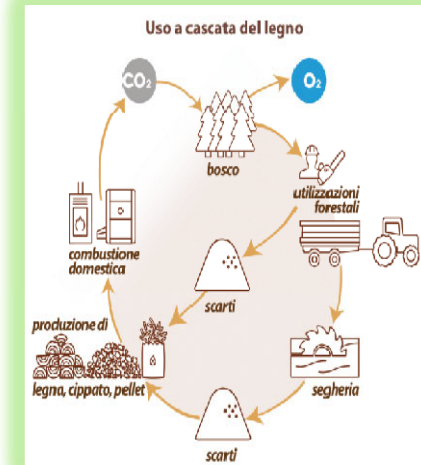 Uso a cascata del legno
CO₂
O₂
bosco
utilizzazioni
forestali
combustione
domestica
scarti
produzione di
legna, cippato, pellet
segheria
scarti